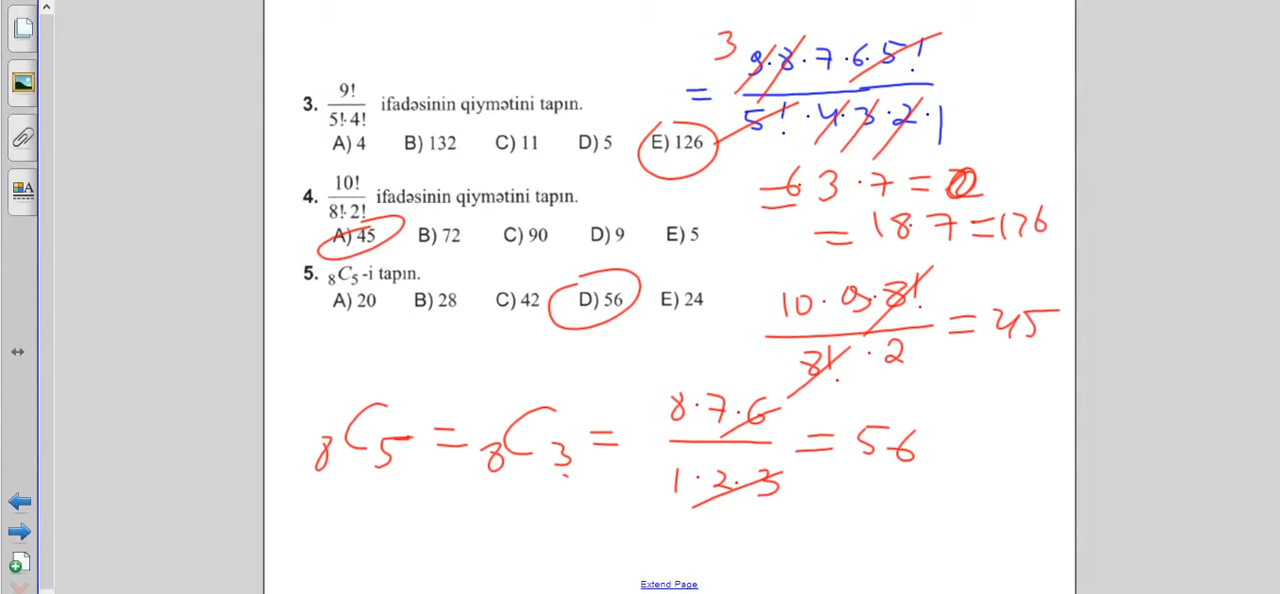 3. 9!/5!·4! ifadəsinin qiymətini tapın.
A) 4 B) 132 C) 11 D) 5 E) 126
4. 10!/8!·2! ifadəsinin qiymətini tapın.
A) 45 B) 72 C) 90 D) 9 E) 5
5. ₈C₅ -i tapın.
A) 20 B) 28 C) 42 D) 56 E) 24
3
= 9·8·7·6·5!/5!·4·3·2·1
= 6 3·7 =
= 18·7 = 126
10·9·8!/8!·2 = 45
₈C₅ = ₈C₃ = 8·7·6/1·2·3 = 56
Extend Page